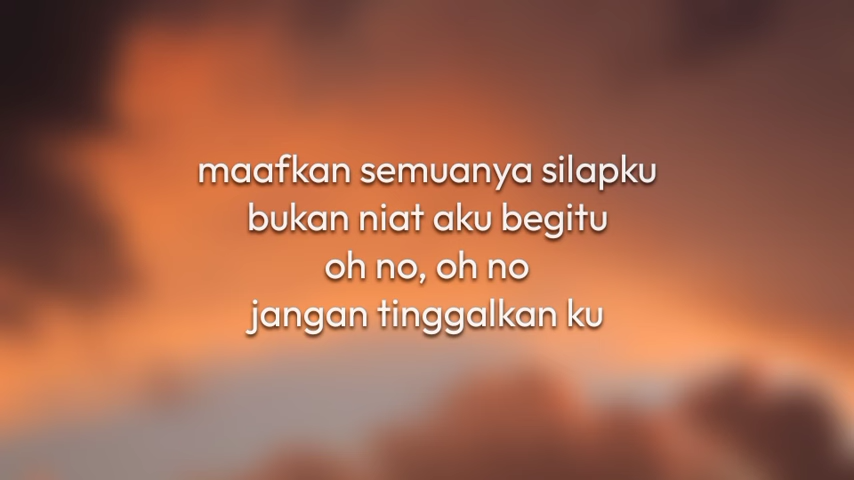 maafkan semuanya silapku
bukan niat aku begitu
oh no, oh no
jangan tinggalkan ku